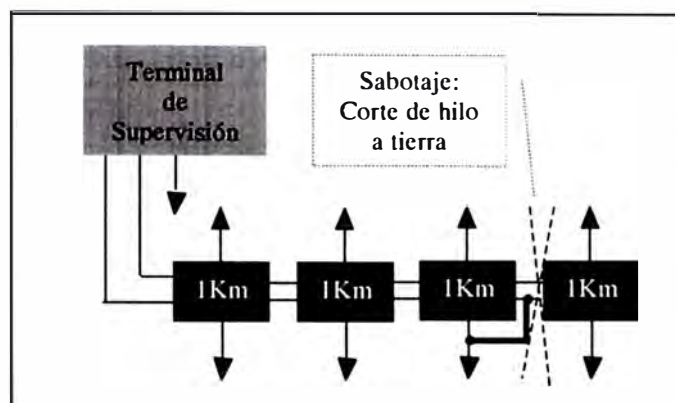 Terminal
de
Supervisión
Sabotaje:
Corte de hilo
a tierra
1Km
1Km
1Km
1Km